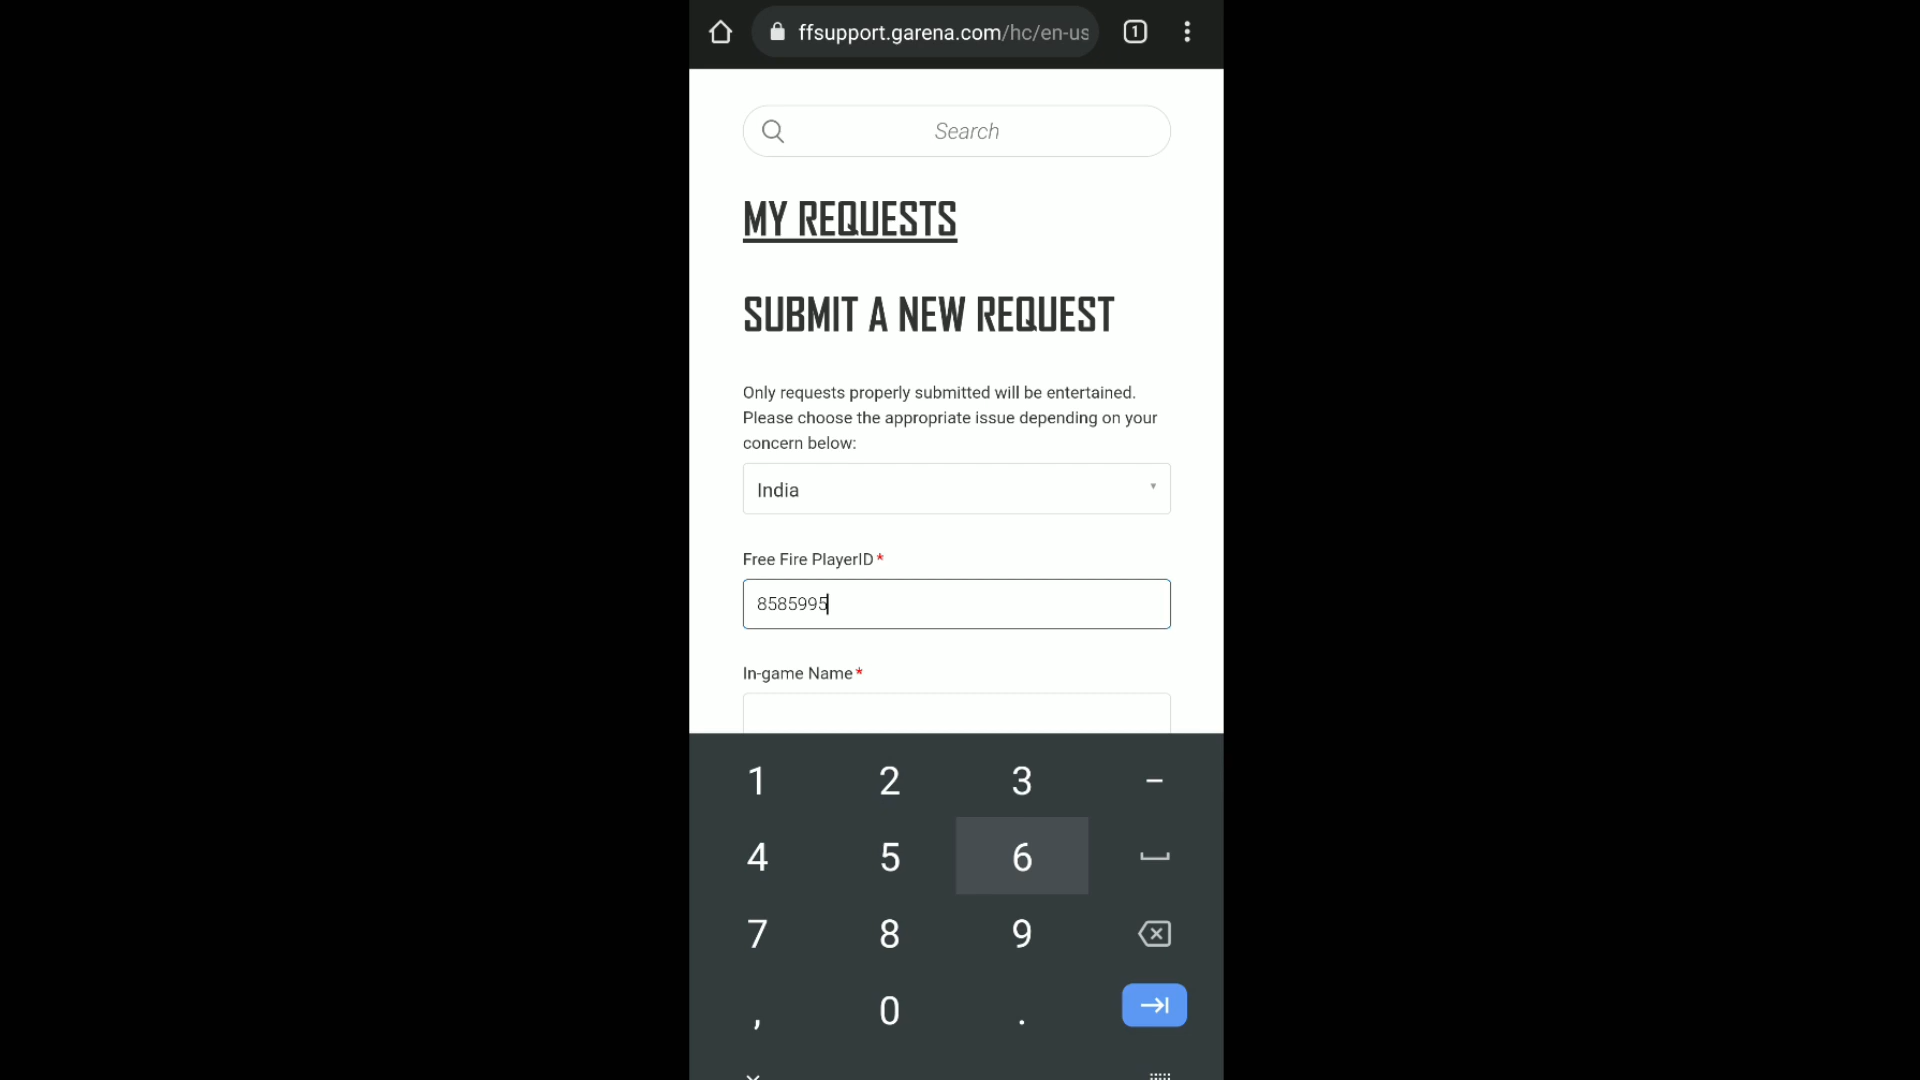 ffsupport.garena.com/hc/en-us
1
Search
MY REQUESTS
SUBMIT A NEW REQUEST
Only requests properly submitted will be entertained.
Please choose the appropriate issue depending on your
concern below:
India
Free Fire PlayerID*
8585995
In-game Name*
1 2 3 –
4 5 6
7 8 9
, 0 .